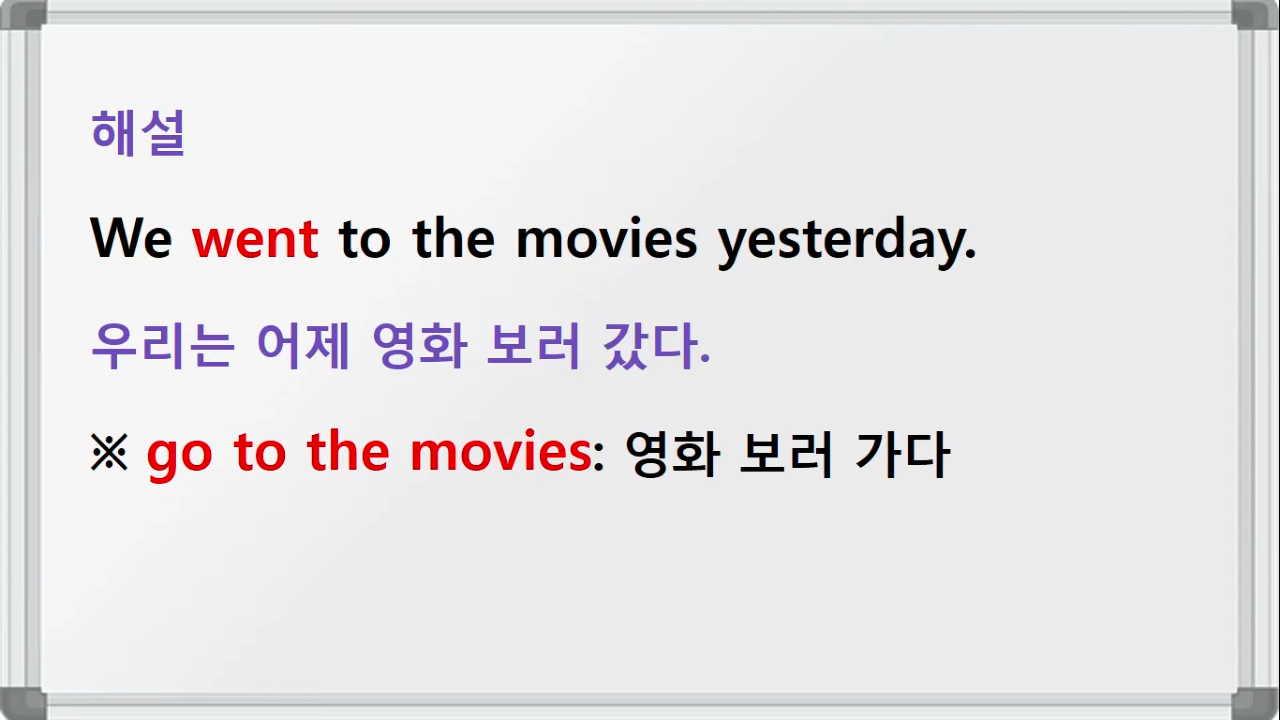 해설
We went to the movies yesterday.
우리는 어제 영화 보러 갔다.
※ go to the movies: 영화 보러 가다